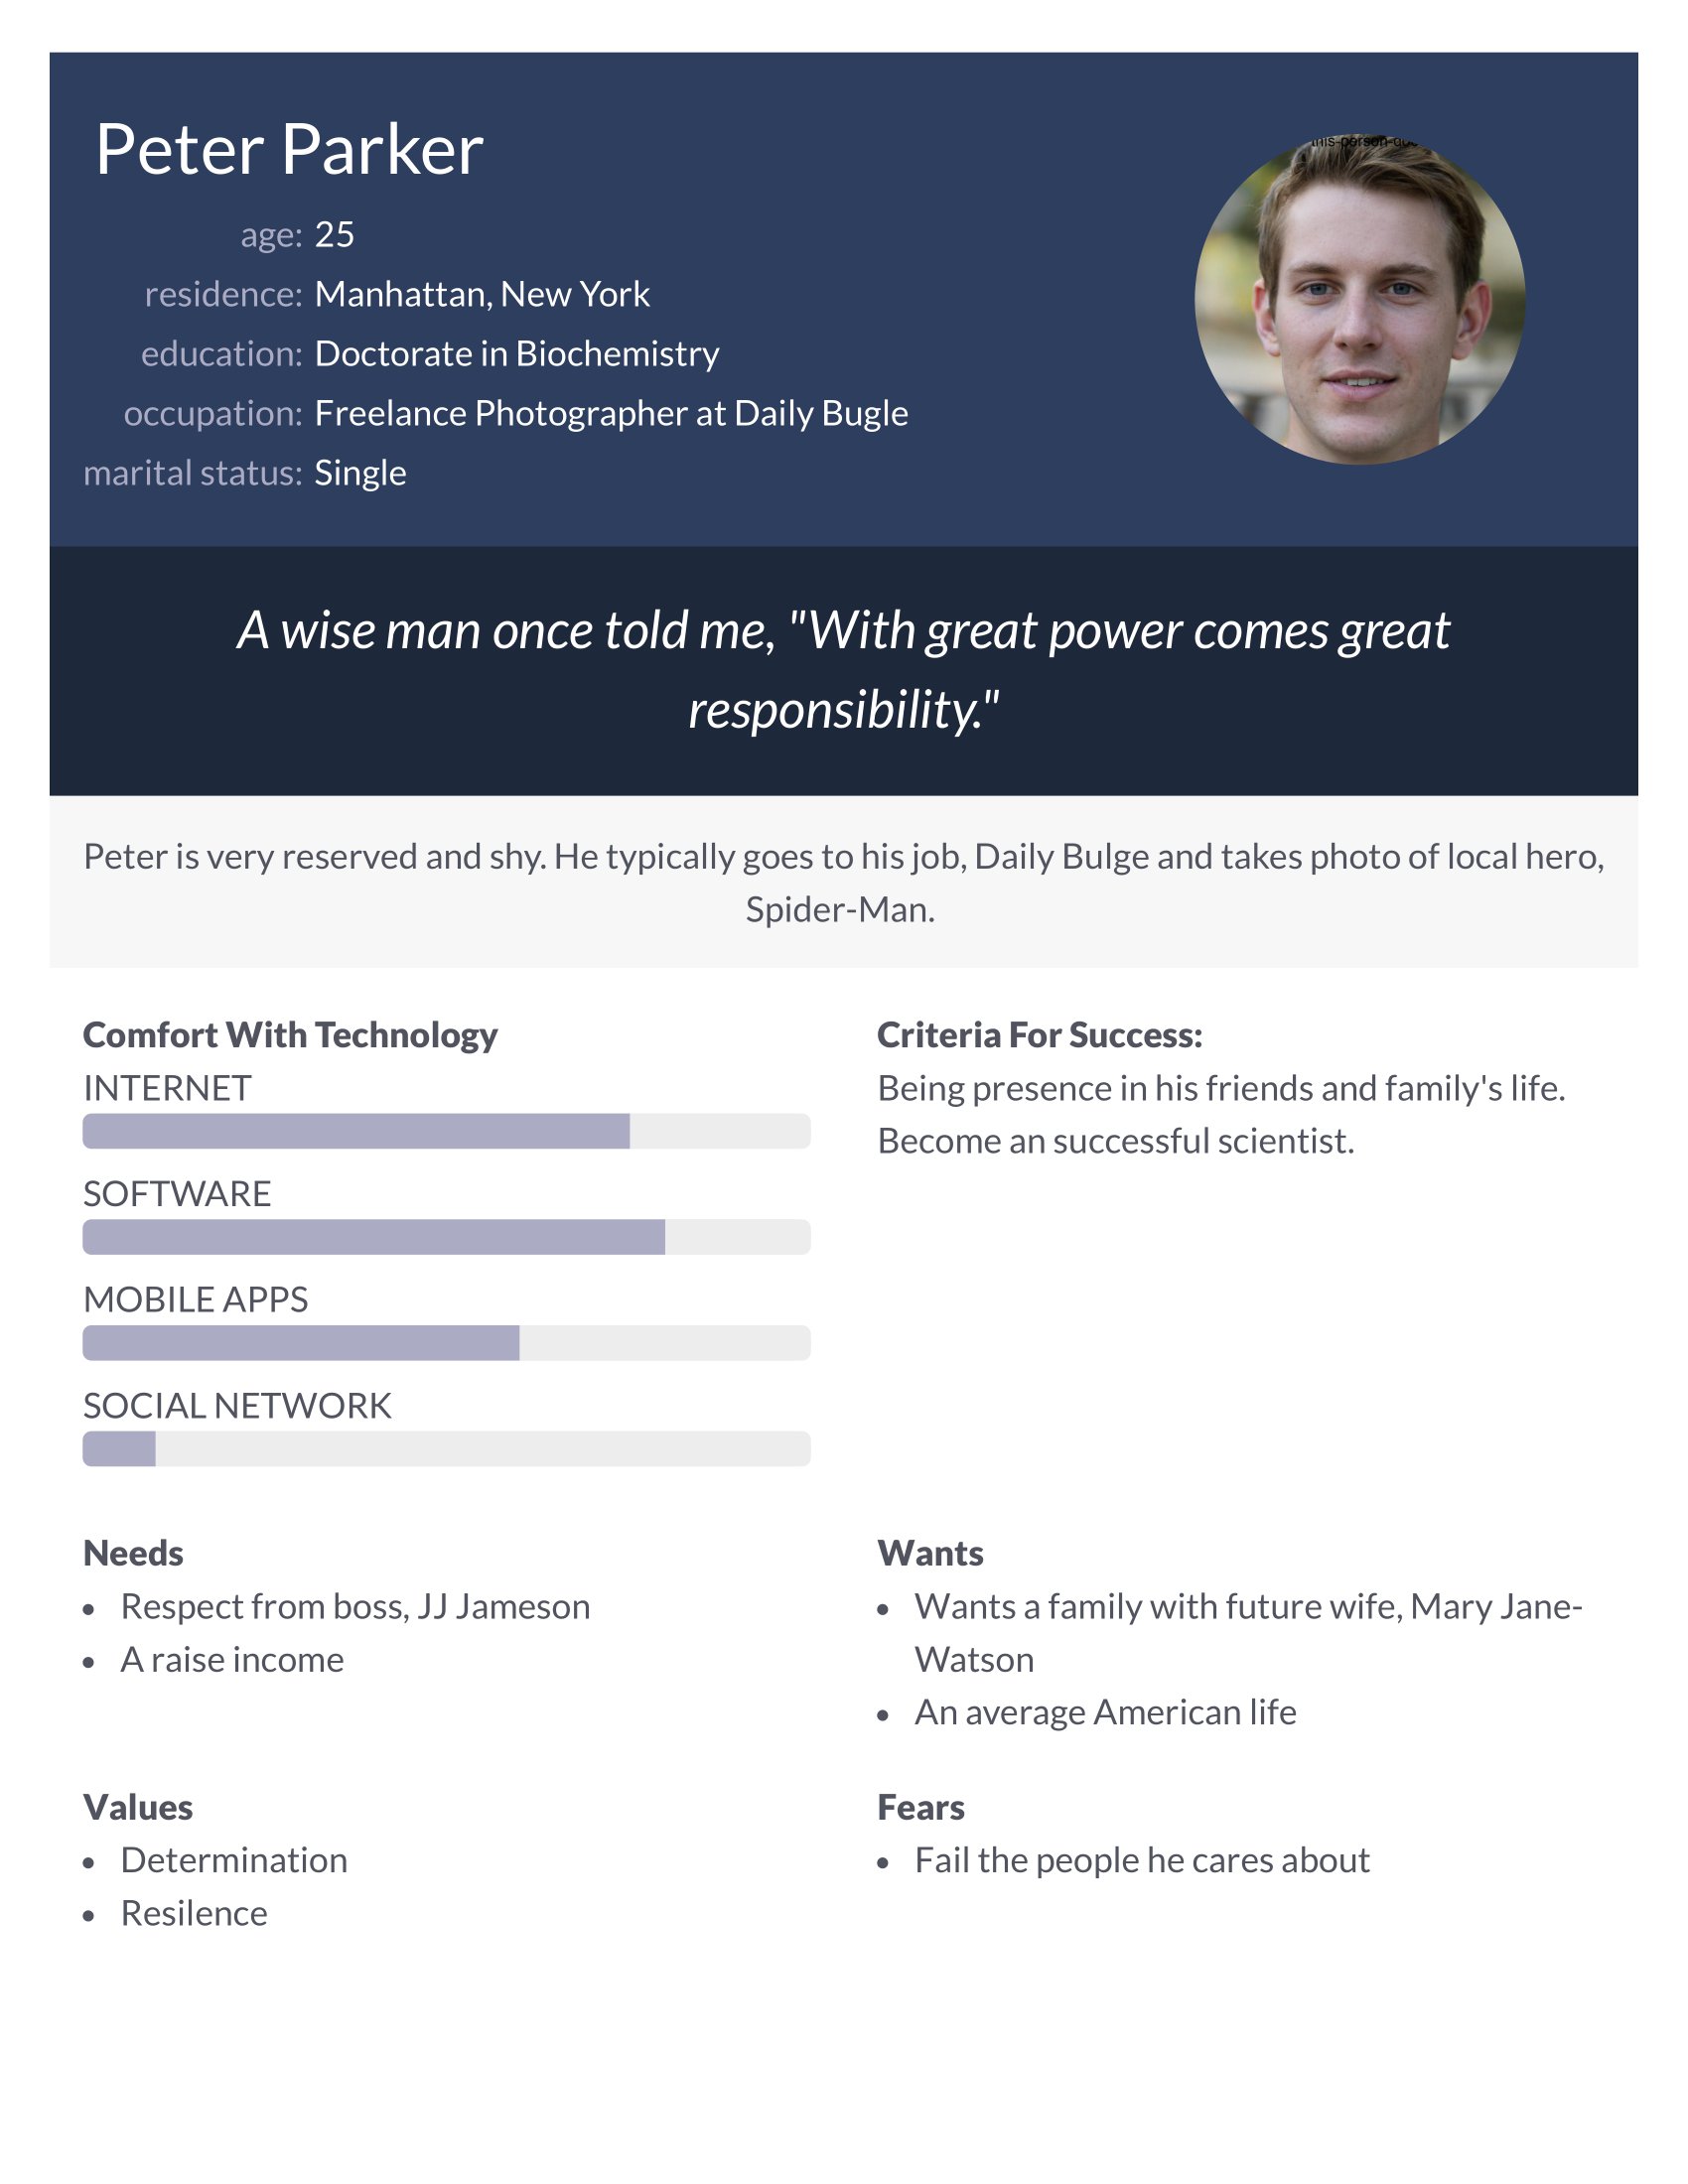 Peter Parker
age: 25
residence: Manhattan, New York
education: Doctorate in Biochemistry
occupation: Freelance Photographer at Daily Bugle
marital status: Single
this-person-do
A wise man once told me, "With great power comes great
responsibility."
Peter is very reserved and shy. He typically goes to his job, Daily Bulge and takes photo of local hero,
Spider-Man.
Comfort With Technology
INTERNET
SOFTWARE
MOBILE APPS
SOCIAL NETWORK
Criteria For Success:
Being presence in his friends and family's life.
Become an successful scientist.
Needs
• Respect from boss, JJ Jameson
• A raise income
Wants
• Wants a family with future wife, Mary Jane-
Watson
• An average American life
Values
• Determination
• Resilence
Fears
• Fail the people he cares about